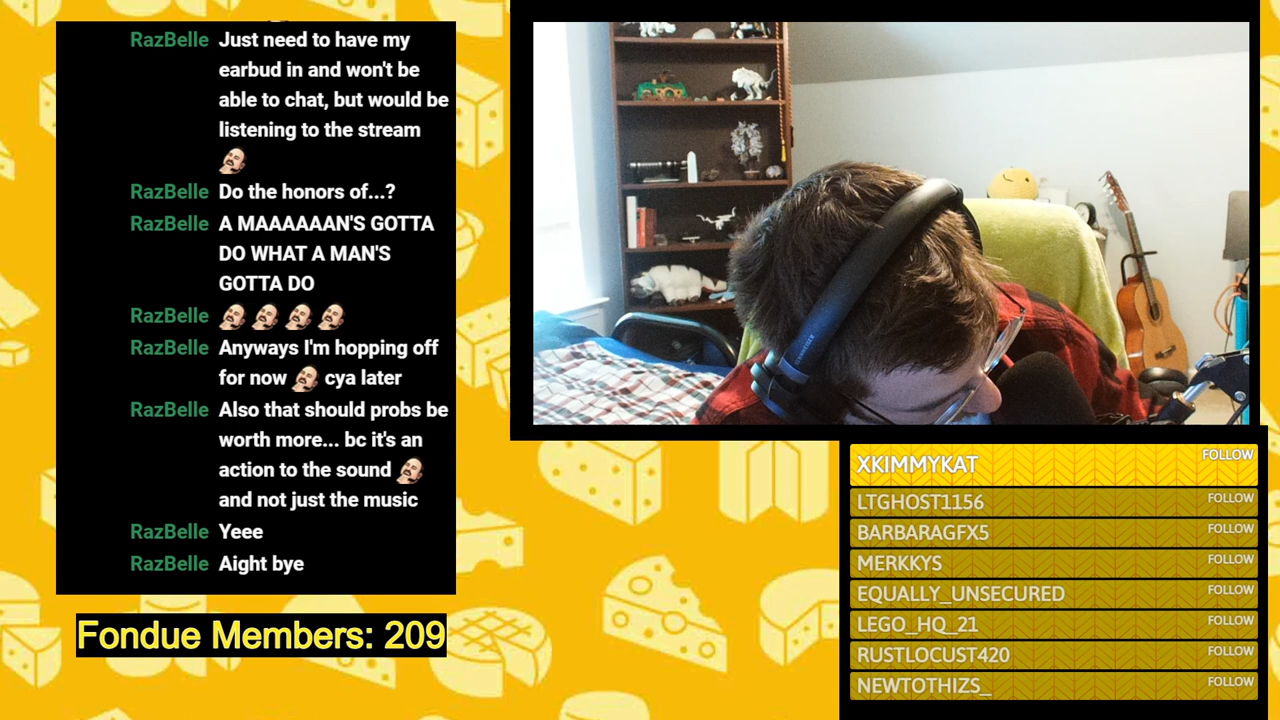 RazBelle Just need to have my
earbud in and won't be
able to chat, but would be
listening to the stream
RazBelle Do the honors of...?
RazBelle A MAAAAAAN'S GOTTA
DO WHAT A MAN'S
GOTTA DO
RazBelle
RazBelle Anyways I'm hopping off
for now cya later
RazBelle Also that should probs be
worth more... bc it's an
action to the sound
and not just the music
RazBelle Yeee
RazBelle Aight bye
Fondue Members: 209
XKIMMYKAT FOLLOW
LTGHOST1156 FOLLOW
BARBARAGFX5 FOLLOW
MERKKYS FOLLOW
EQUALLY_UNSECURED FOLLOW
LEGO_HQ_21 FOLLOW
RUSTLOCUST420 FOLLOW
NEWTOTHIZS_ FOLLOW